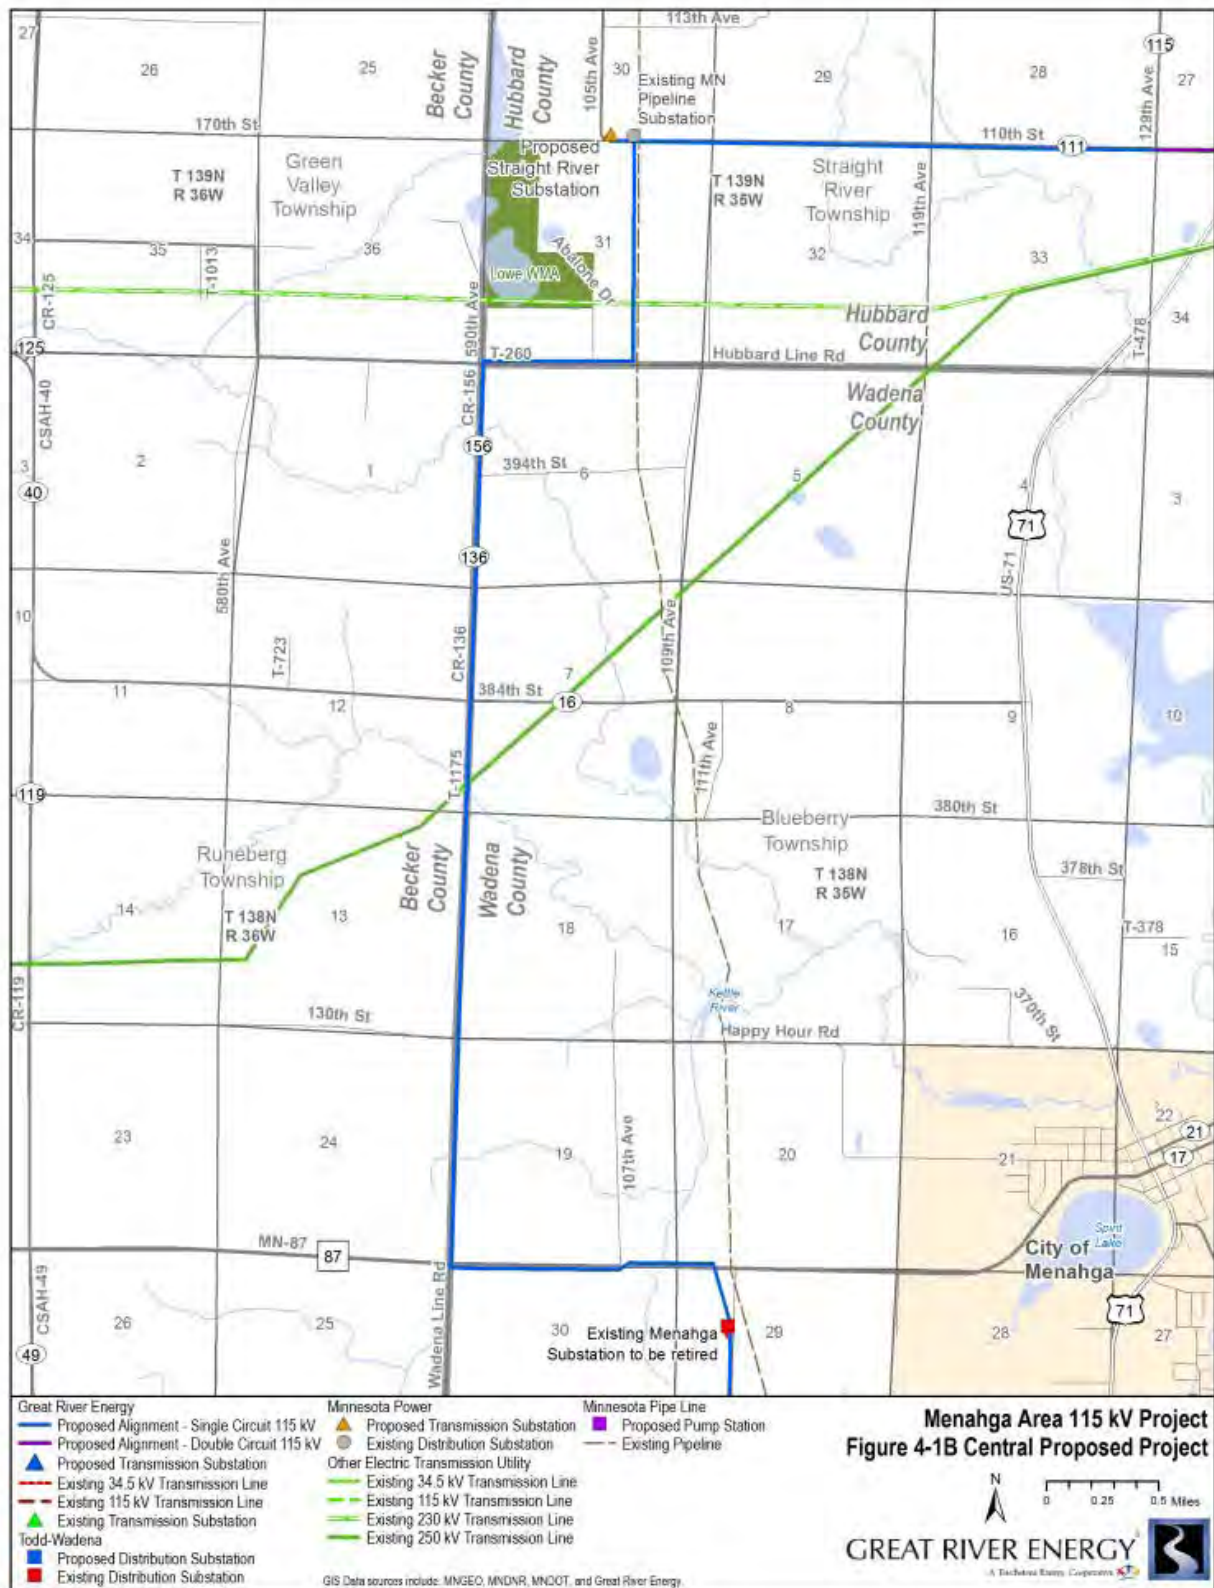 113th Ave
27
26
25
Becker
County
Hubbard
County
105th Ave
30
Existing MN
Pipeline
Substation
29
28
115
129th Ave
27
170th St
110th St
111
Green
Valley
Township
T 139N
R 36W
Proposed
Straight River
Substation
T 139N
R 35W
Straight
River
Township
119th Ave
34
35
T-1013
36
31
Abalone Dr
32
33
CR-125
Lowe WMA
590th Ave
Hubbard
County
34
T-478
125
T-260
Hubbard Line Rd
CSAH-40
CR-156
Wadena
County
156
3
2
1
394th St
6
5
4
3
40
71
136
580th Ave
US-71
10
T-723
CR-136
109th Ave
7
11
12
384th St
16
8
9
10
T-1175
111th Ave
119
380th St
Blueberry
Township
Runeberg
Township
Becker
County
Wadena
County
378th St
T 138N
R 35W
14
T 138N
R 36W
13
18
17
16
T-378
15
CR-119
Kettle
River
370th St
130th St
Happy Hour Rd
23
24
19
107th Ave
20
21
22
21
17
MN-87
87
Spirit
Lake
City of
Menahga
CSAH-49
Wadena Line Rd
71
26
25
30
Existing Menahga
Substation to be retired
29
28
27
49
Great River Energy
Proposed Alignment - Single Circuit 115 kV
Proposed Alignment - Double Circuit 115 kV
Proposed Transmission Substation
Existing 34.5 kV Transmission Line
Existing 115 kV Transmission Line
Existing Transmission Substation
Todd-Wadena
Proposed Distribution Substation
Existing Distribution Substation
Minnesota Power
Proposed Transmission Substation
Existing Distribution Substation
Other Electric Transmission Utility
Existing 34.5 kV Transmission Line
Existing 115 kV Transmission Line
Existing 230 kV Transmission Line
Existing 250 kV Transmission Line
Minnesota Pipe Line
Proposed Pump Station
Existing Pipeline
Menahga Area 115 kV Project
Figure 4-1B Central Proposed Project
N
0 0.25 0.5 Miles
GREAT RIVER ENERGY
A Touchstone Energy Cooperative
GIS Data sources include: MNGEO, MNDNR, MNDOT, and Great River Energy